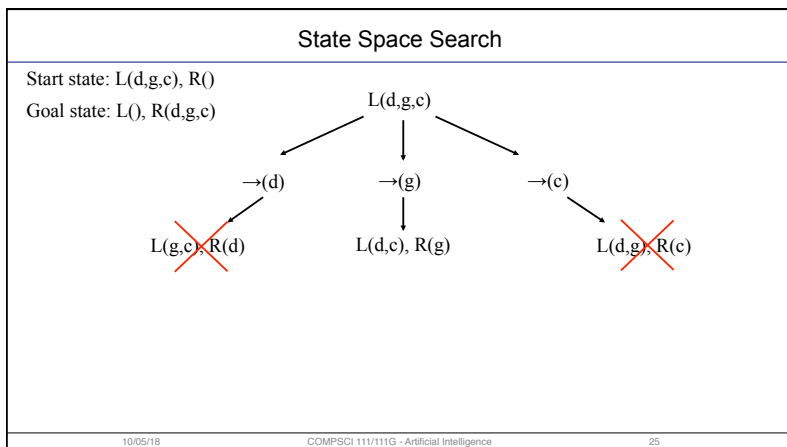 State Space Search
Start state: L(d,g,c), R()
Goal state: L(), R(d,g,c)
L(d,g,c)
→(d) →(g) →(c)
L(g,c), R(d) L(d,c), R(g) L(d,g), R(c)
10/05/18 COMPSCI 111/111G - Artificial Intelligence 25